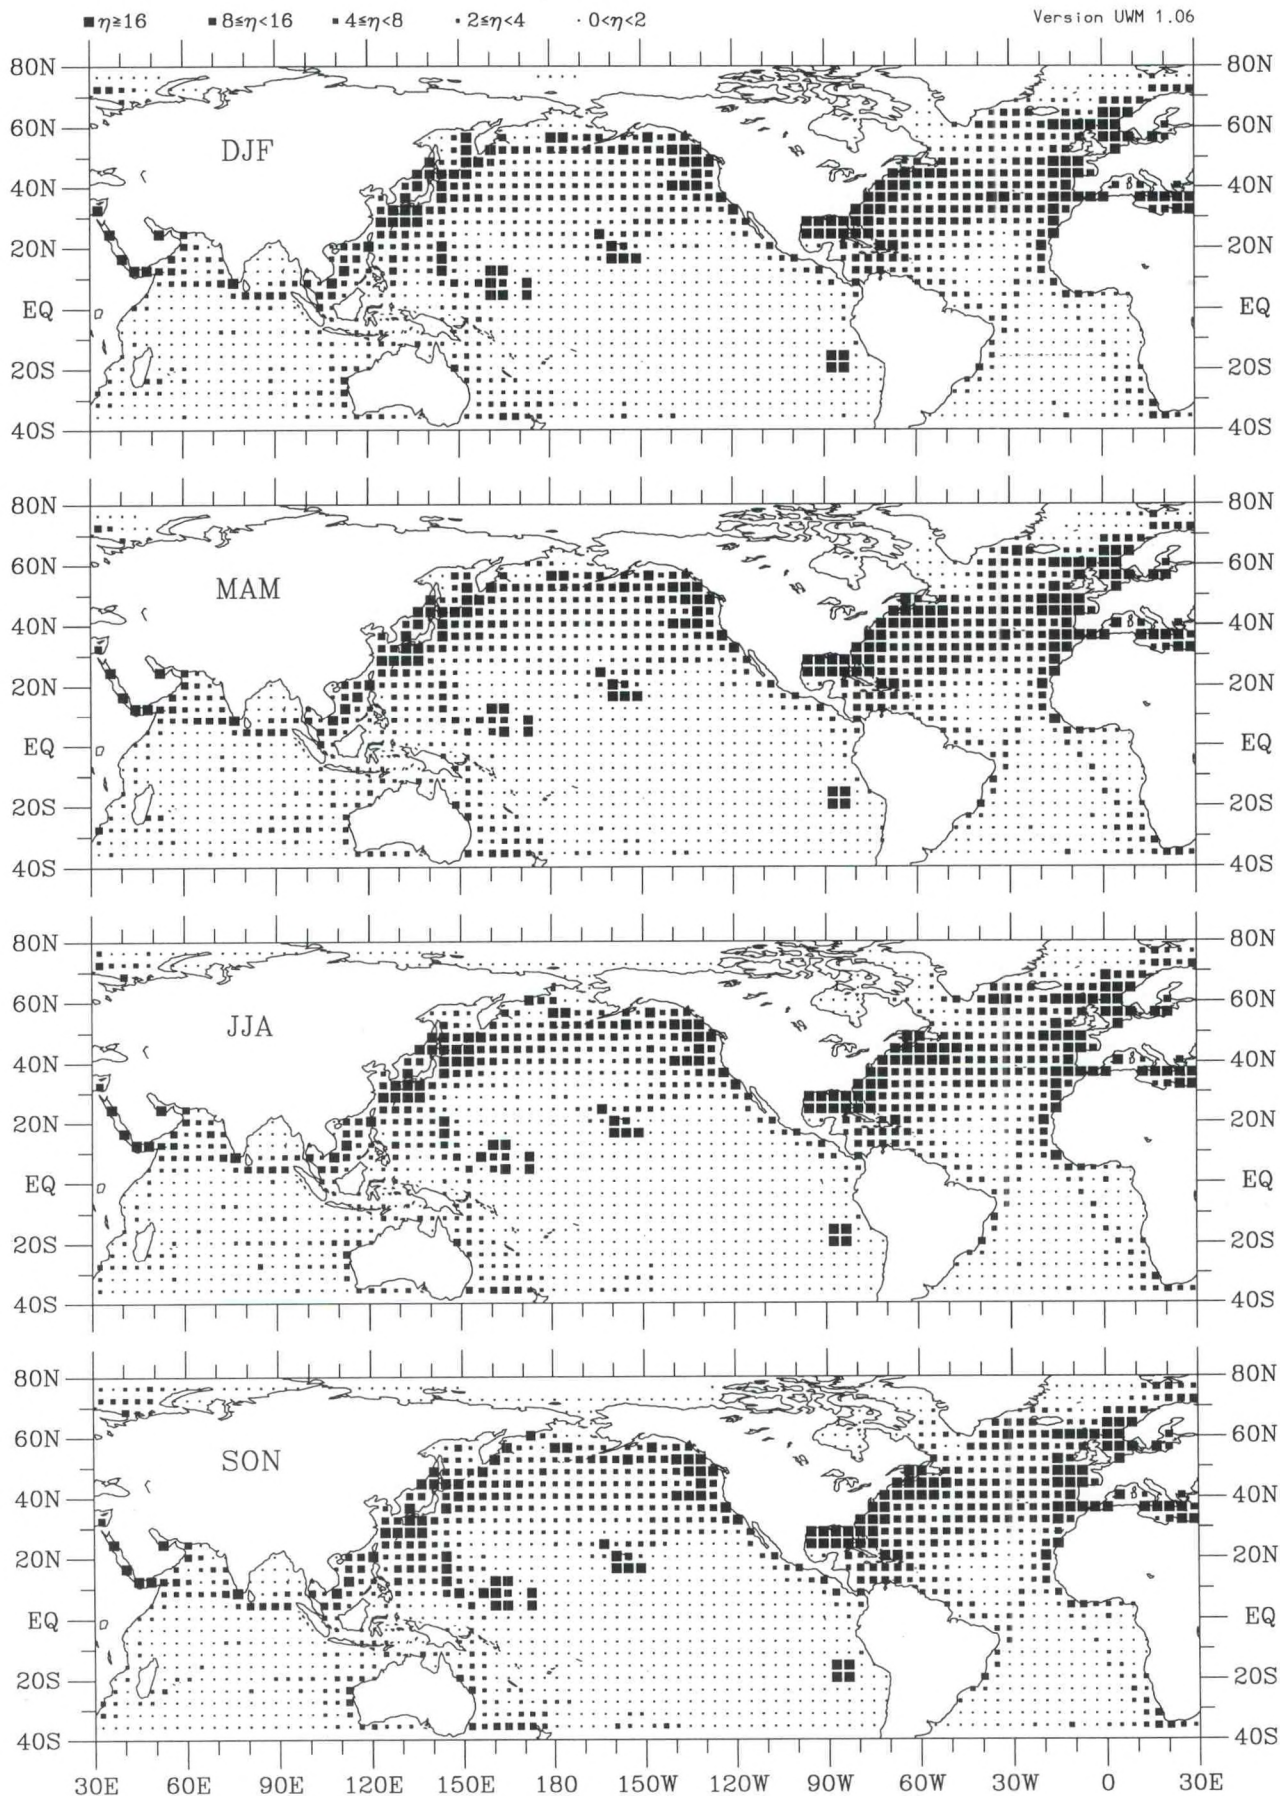 ■ η≥16 ■ 8≤η<16 ▪ 4≤η<8 • 2≤η<4 · 0<η<2 Version UWM 1.06
80N 80N
60N DJF 60N
40N 40N
20N 20N
EQ EQ
20S 20S
40S 40S
80N 80N
60N MAM 60N
40N 40N
20N 20N
EQ EQ
20S 20S
40S 40S
80N 80N
60N JJA 60N
40N 40N
20N 20N
EQ EQ
20S 20S
40S 40S
80N 80N
60N SON 60N
40N 40N
20N 20N
EQ EQ
20S 20S
40S 40S
30E 60E 90E 120E 150E 180 150W 120W 90W 60W 30W 0 30E